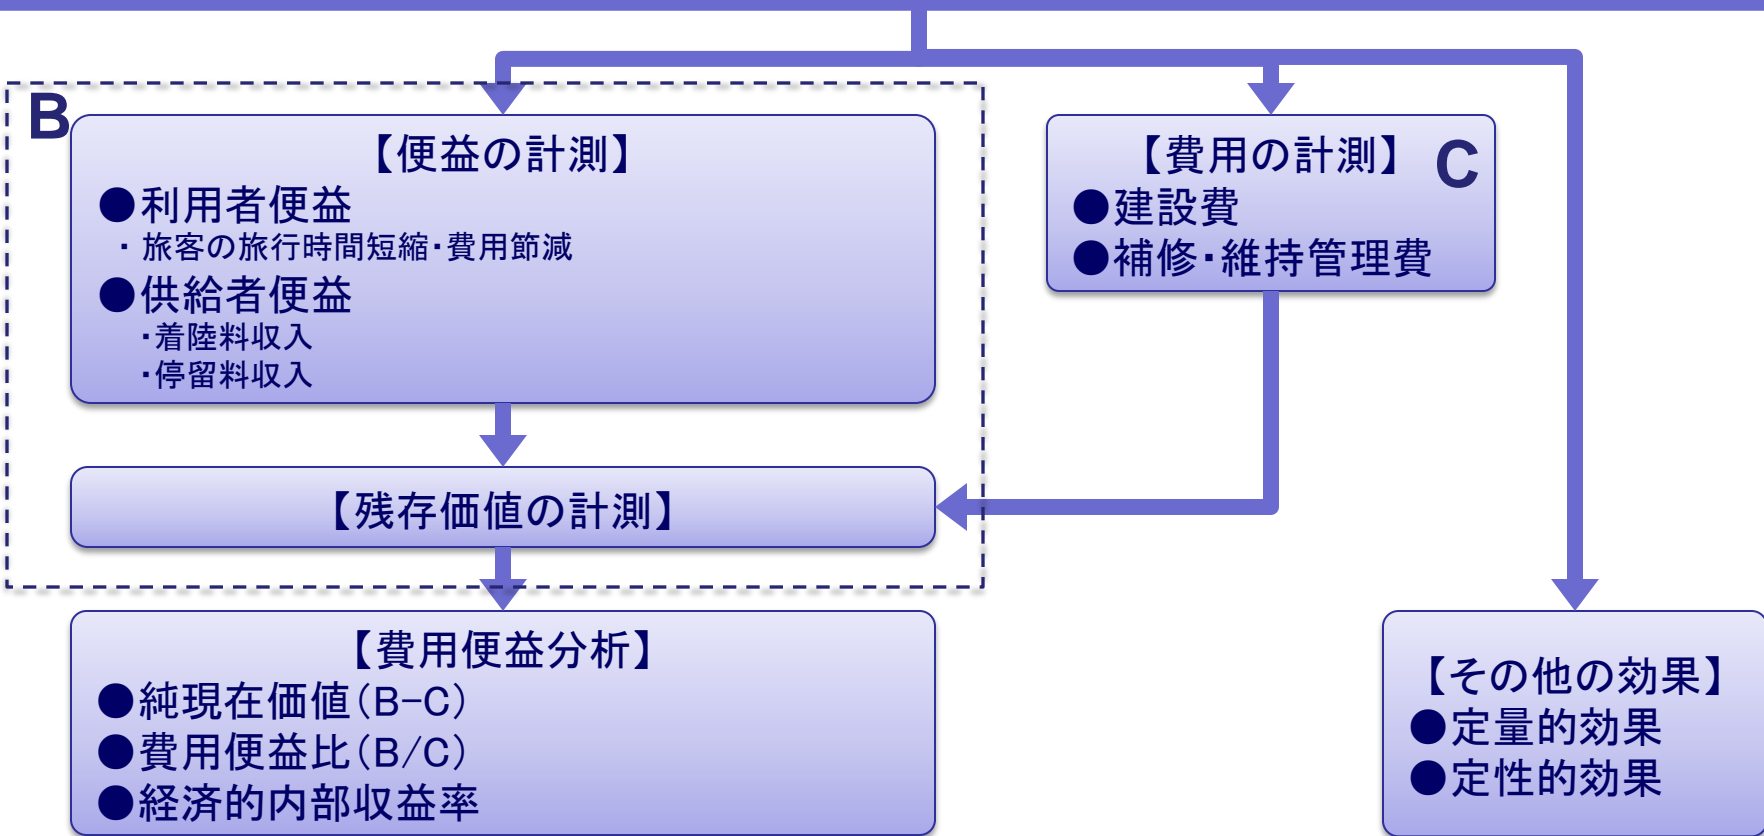 B
【便益の計測】
●利用者便益
・旅客の旅行時間短縮・費用節減
●供給者便益
・着陸料収入
・停留料収入
【費用の計測】
C
●建設費
●補修・維持管理費
【残存価値の計測】
【費用便益分析】
●純現在価値(B-C)
●費用便益比(B/C)
●経済的内部収益率
【その他の効果】
●定量的効果
●定性的効果